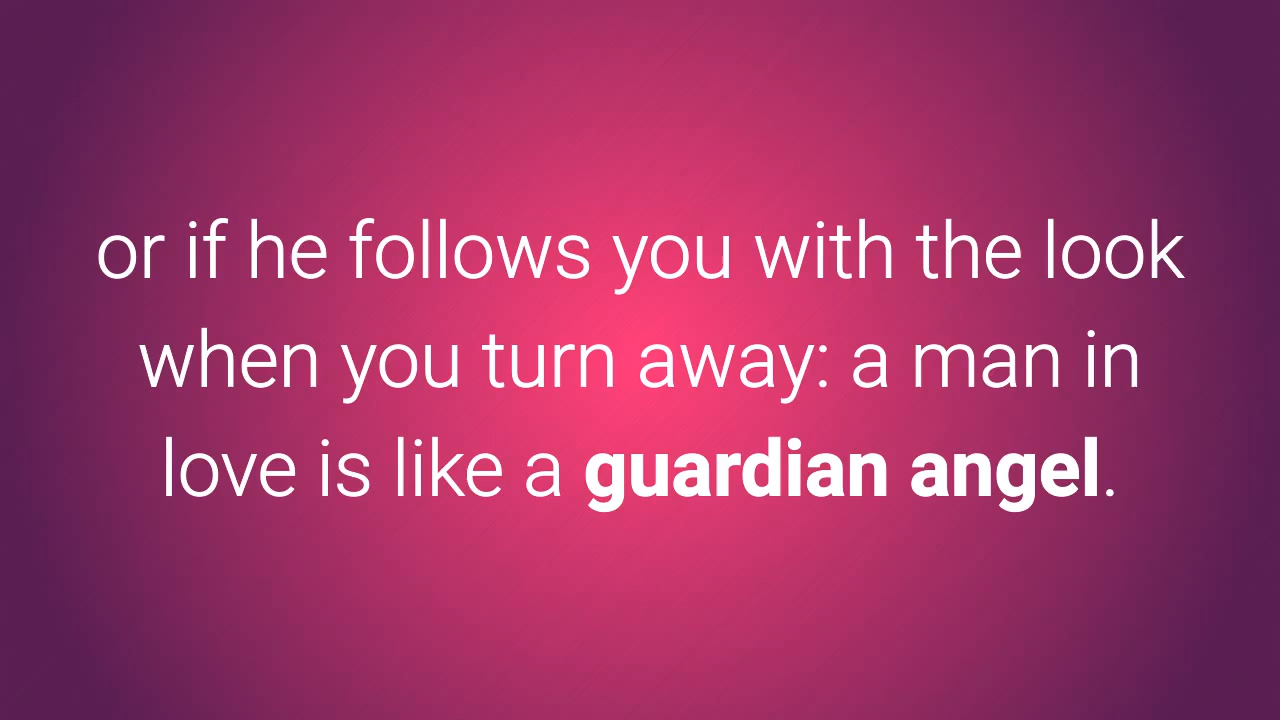 or if he follows you with the look
when you turn away: a man in
love is like a guardian angel.